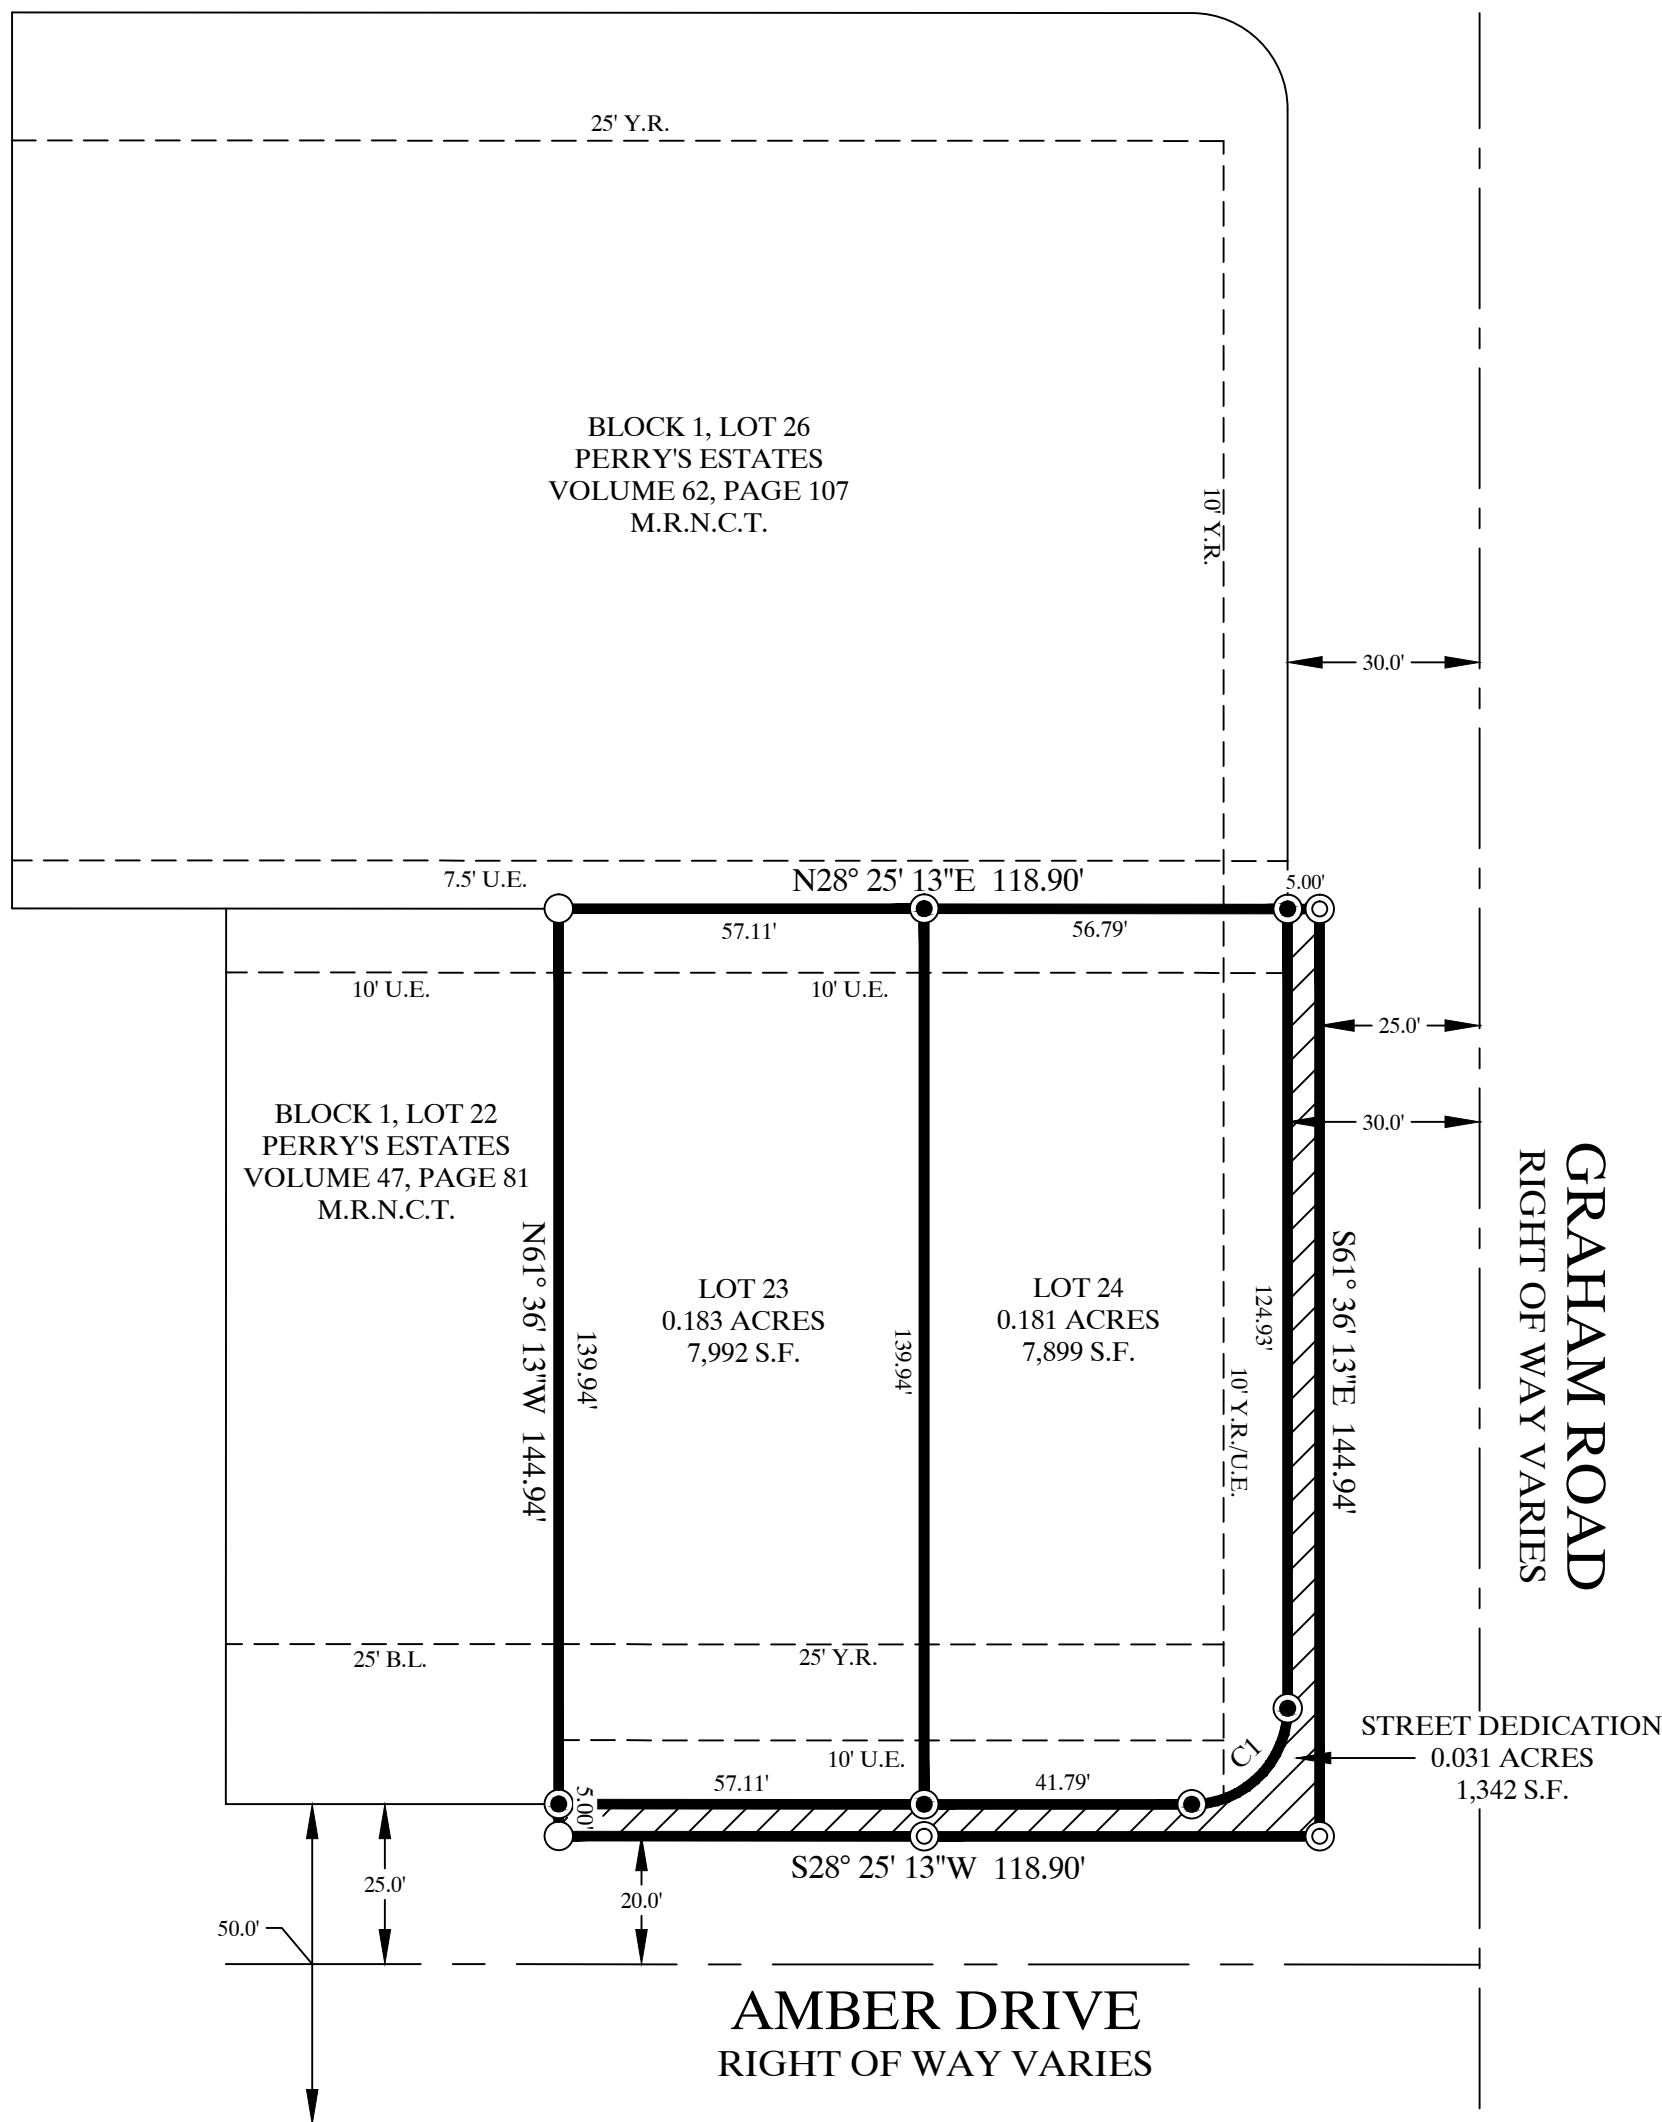 25' Y.R.
BLOCK 1, LOT 26
PERRY'S ESTATES
VOLUME 62, PAGE 107
M.R.N.C.T.
10' Y.R.
30.0'
7.5' U.E.
N28° 25' 13"E 118.90'
5.00'
57.11'
56.79'
10' U.E.
10' U.E.
25.0'
30.0'
BLOCK 1, LOT 22
PERRY'S ESTATES
VOLUME 47, PAGE 81
M.R.N.C.T.
N61° 36' 13"W 144.94'
139.94'
LOT 23
0.183 ACRES
7,992 S.F.
139.94'
LOT 24
0.181 ACRES
7,899 S.F.
124.93'
10' Y.R./U.E.
S61° 36' 13"E 144.94'
GRAHAM ROAD
RIGHT OF WAY VARIES
25' B.L.
25' Y.R.
10' U.E.
C1
STREET DEDICATION
0.031 ACRES
1,342 S.F.
57.11'
41.79'
5.00'
S28° 25' 13"W 118.90'
25.0'
20.0'
50.0'
AMBER DRIVE
RIGHT OF WAY VARIES